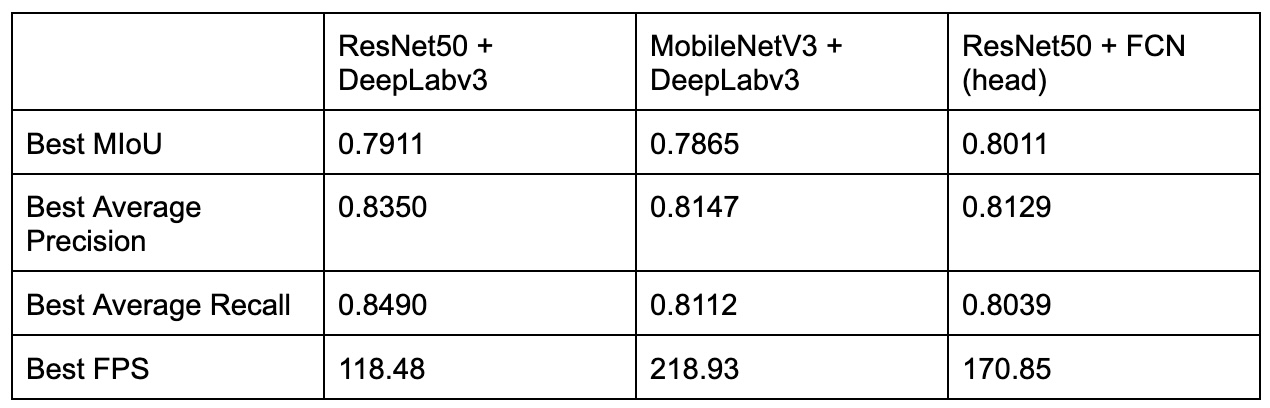 ResNet50 + MobileNetV3 + ResNet50 + FCN
DeepLabv3 DeepLabv3 (head)
Best MIoU 0.7911 0.7865 0.8011
Best Average 0.8350 0.8147 0.8129
Precision
Best Average Recall 0.8490 0.8112 0.8039
Best FPS 118.48 218.93 170.85